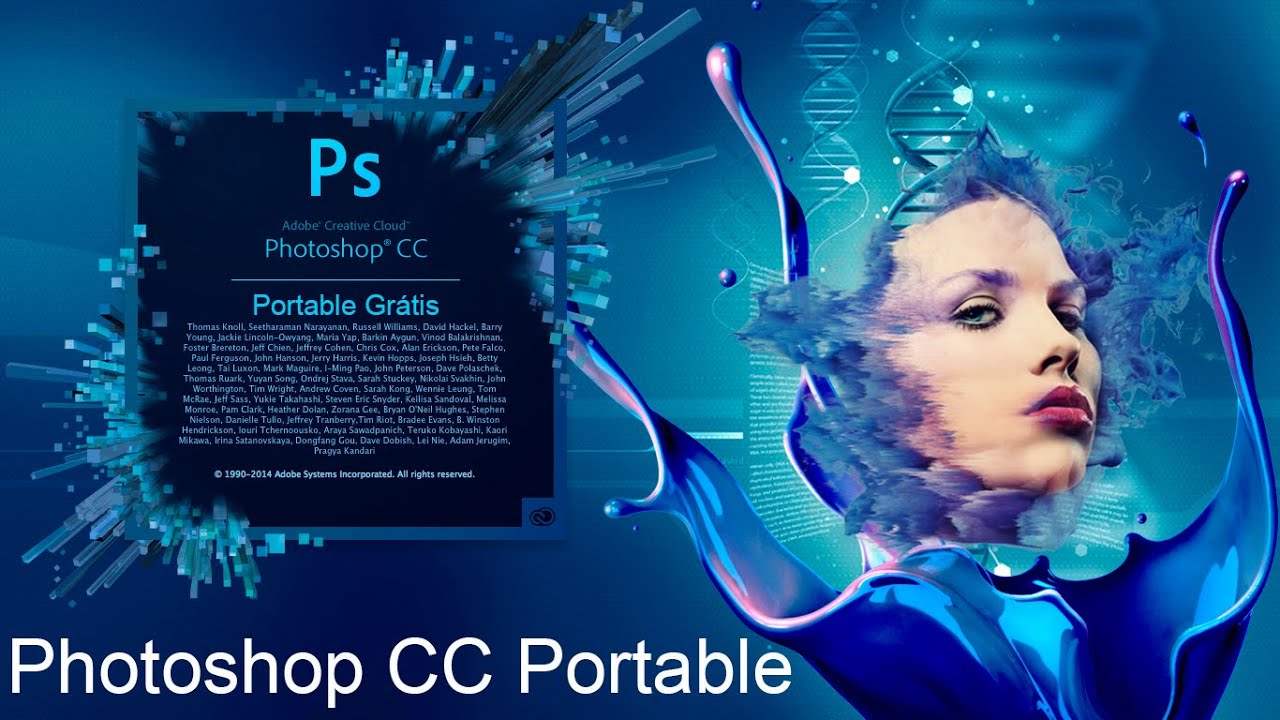 Ps
Adobe® Creative Cloud™
Photoshop® CC
Portable Grátis
Thomas Knoll, Seetharaman Narayanan, Russell Williams, David Hackel, Barry
Young, Jackie Lincoln-Owyang, Maria Yap, Barkin Aygun, Vinod Balakrishnan,
Foster Brereton, Jeff Chien, Jeffrey Cohen, Chris Cox, Alan Erickson, Pete Falco,
Paul Ferguson, John Hanson, Jerry Harris, Kevin Hopps, Joseph Hsieh, Betty
Leong, Tai Luxon, Mark Maguire, I-Ming Pao, John Peterson, Dave Polaschek,
Thomas Ruark, Yuyan Song, Ondrej Stava, Sarah Stuckey, Nikolai Svakhin, John
Worthington, Tim Wright, Andrew Coven, Sarah Kong, Wennie Leung, Tom
McRae, Jeff Sass, Yukie Takahashi, Steven Eric Snyder, Kellisa Sandoval, Melissa
Monroe, Pam Clark, Heather Dolan, Zorana Gee, Bryan O'Neil Hughes, Stephen
Nielson, Danielle Tullo, Jeffrey Tranberry,Tim Riot, Bradee Evans, B. Winston
Hendrickson, Iouri Tchernoousko, Araya Sawadpanich, Teruko Kobayashi, Kaori
Mikawa, Irina Satanovskaya, Dongfang Gou, Dave Dobish, Lei Nie, Adam Jerugim,
Pragya Kandari
© 1990-2014 Adobe Systems Incorporated. All rights reserved.
Photoshop CC Portable